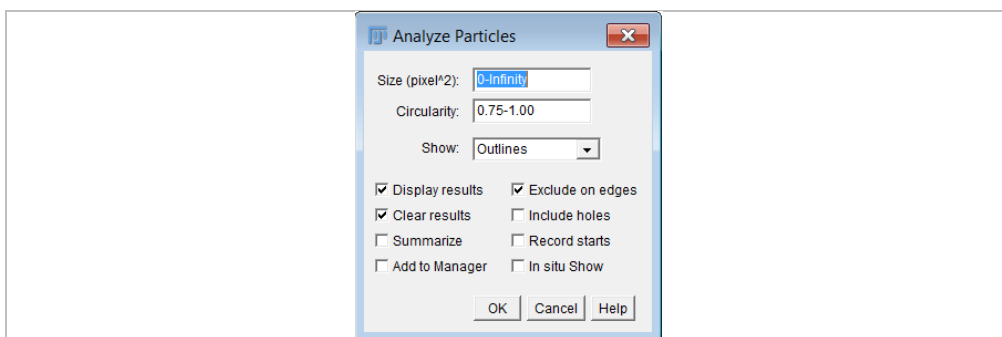 Analyze Particles
Size (pixel^2): 0-Infinity
Circularity: 0.75-1.00
Show: Outlines
Display results Exclude on edges
Clear results Include holes
Summarize Record starts
Add to Manager In situ Show
OK Cancel Help